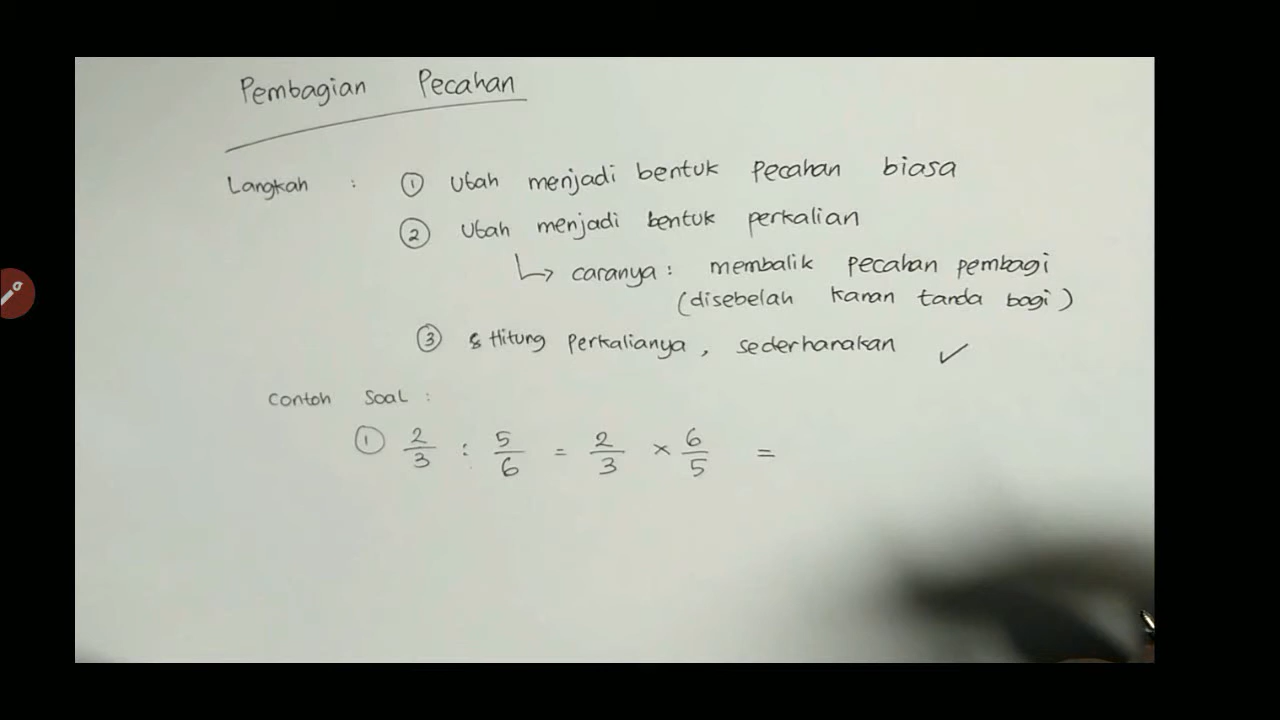 Pembagian Pecahan
Langkah : ① Ubah menjadi bentuk pecahan biasa
② Ubah menjadi bentuk perkalian
↳ caranya : membalik pecahan pembagi
(disebelah kanan tanda bagi)
③ Hitung perkalianya, sederhanakan ✓
Contoh Soal :
① 2/3 : 5/6 = 2/3 × 6/5 =